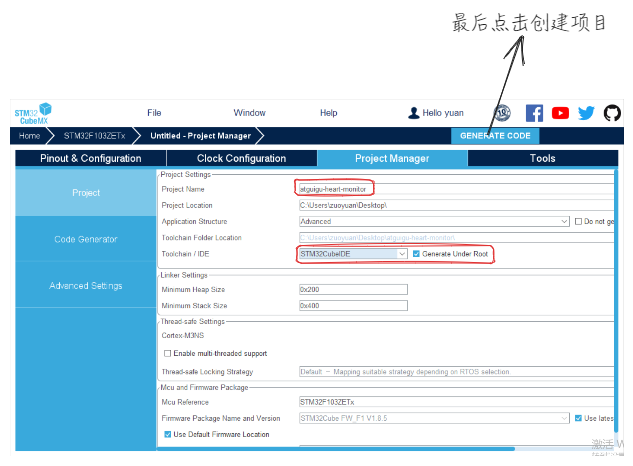 最后点击创建项目
STM32 CubeMX
File Window Help Hello yuan
Home STM32F103ZETx Untitled - Project Manager GENERATE CODE
Pinout & Configuration Clock Configuration Project Manager Tools
Project
Code Generator
Advanced Settings
Project Settings
Project Name atguigu-heart-monitor
Project Location C:\Users\zuoyuan\Desktop\
Application Structure Advanced Do not ge
Toolchain Folder Location C:\Users\zuoyuan\Desktop\atguigu-heart-monitor\
Toolchain / IDE STM32CubeIDE Generate Under Root
Linker Settings
Minimum Heap Size 0x200
Minimum Stack Size 0x400
Thread-safe Settings
Cortex-M3NS
Enable multi-threaded support
Thread-safe Locking Strategy Default - Mapping suitable strategy depending on RTOS selection.
Mcu and Firmware Package
Mcu Reference STM32F103ZETx
Firmware Package Name and Version STM32Cube FW_F1 V1.8.5 Use lates
Use Default Firmware Location
激活 W